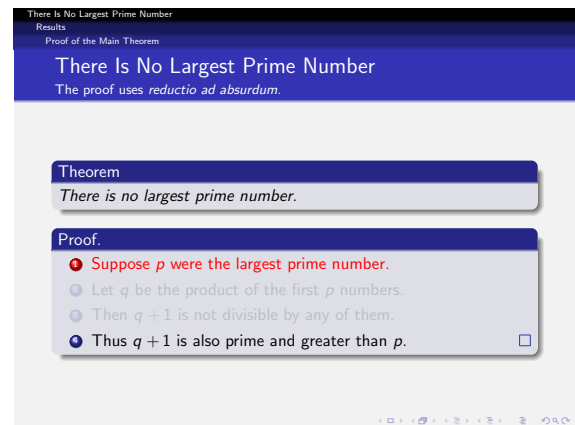 There Is No Largest Prime Number
Results
Proof of the Main Theorem
There Is No Largest Prime Number
The proof uses reductio ad absurdum.
Theorem
There is no largest prime number.
Proof.
1 Suppose p were the largest prime number.
2 Let q be the product of the first p numbers.
3 Then q + 1 is not divisible by any of them.
4 Thus q + 1 is also prime and greater than p. □